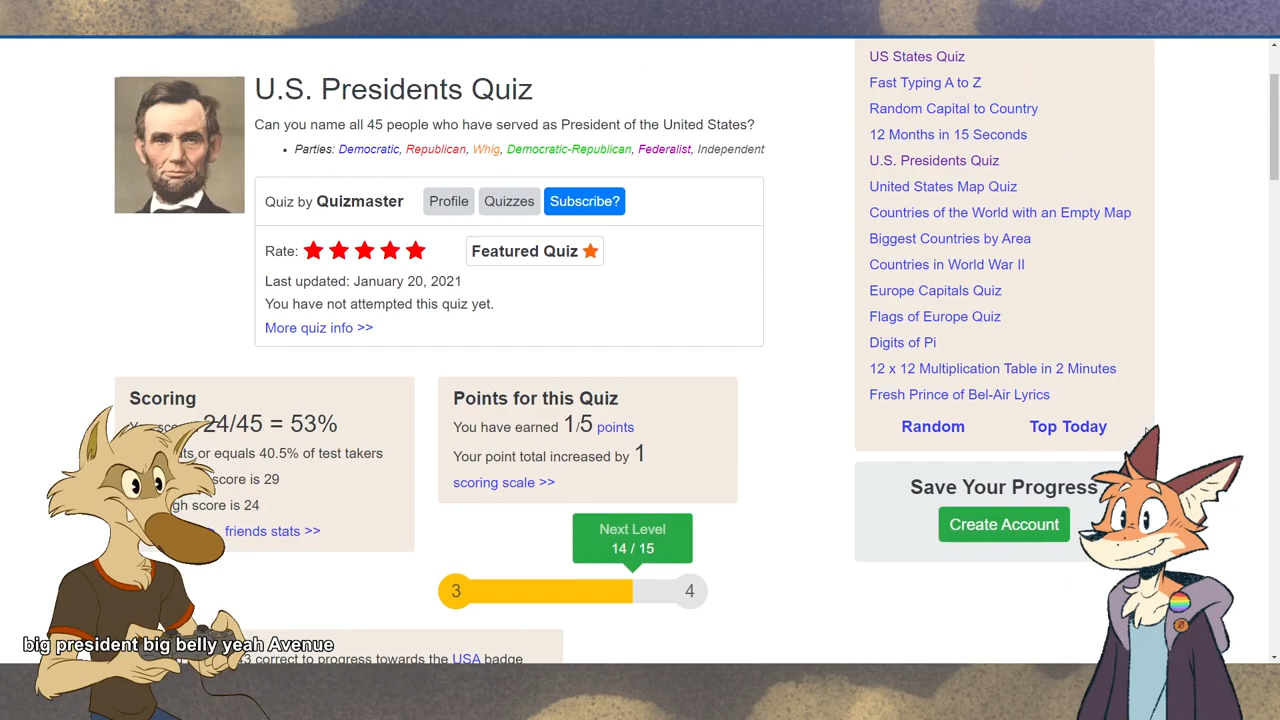 U.S. Presidents Quiz
Can you name all 45 people who have served as President of the United States?
• Parties: Democratic, Republican, Whig, Democratic-Republican, Federalist, Independent
Quiz by Quizmaster Profile Quizzes Subscribe?
Rate: Featured Quiz
Last updated: January 20, 2021
You have not attempted this quiz yet.
More quiz info >>
Scoring
24/45 = 53%
or equals 40.5% of test takers
score is 29
score is 24
friends stats >>
Points for this Quiz
You have earned 1/5 points
Your point total increased by 1
scoring scale >>
Next Level
14 / 15
3 4
correct to progress towards the USA badge
big president big belly yeah Avenue
US States Quiz
Fast Typing A to Z
Random Capital to Country
12 Months in 15 Seconds
U.S. Presidents Quiz
United States Map Quiz
Countries of the World with an Empty Map
Biggest Countries by Area
Countries in World War II
Europe Capitals Quiz
Flags of Europe Quiz
Digits of Pi
12 x 12 Multiplication Table in 2 Minutes
Fresh Prince of Bel-Air Lyrics
Random Top Today
Save Your Progress
Create Account